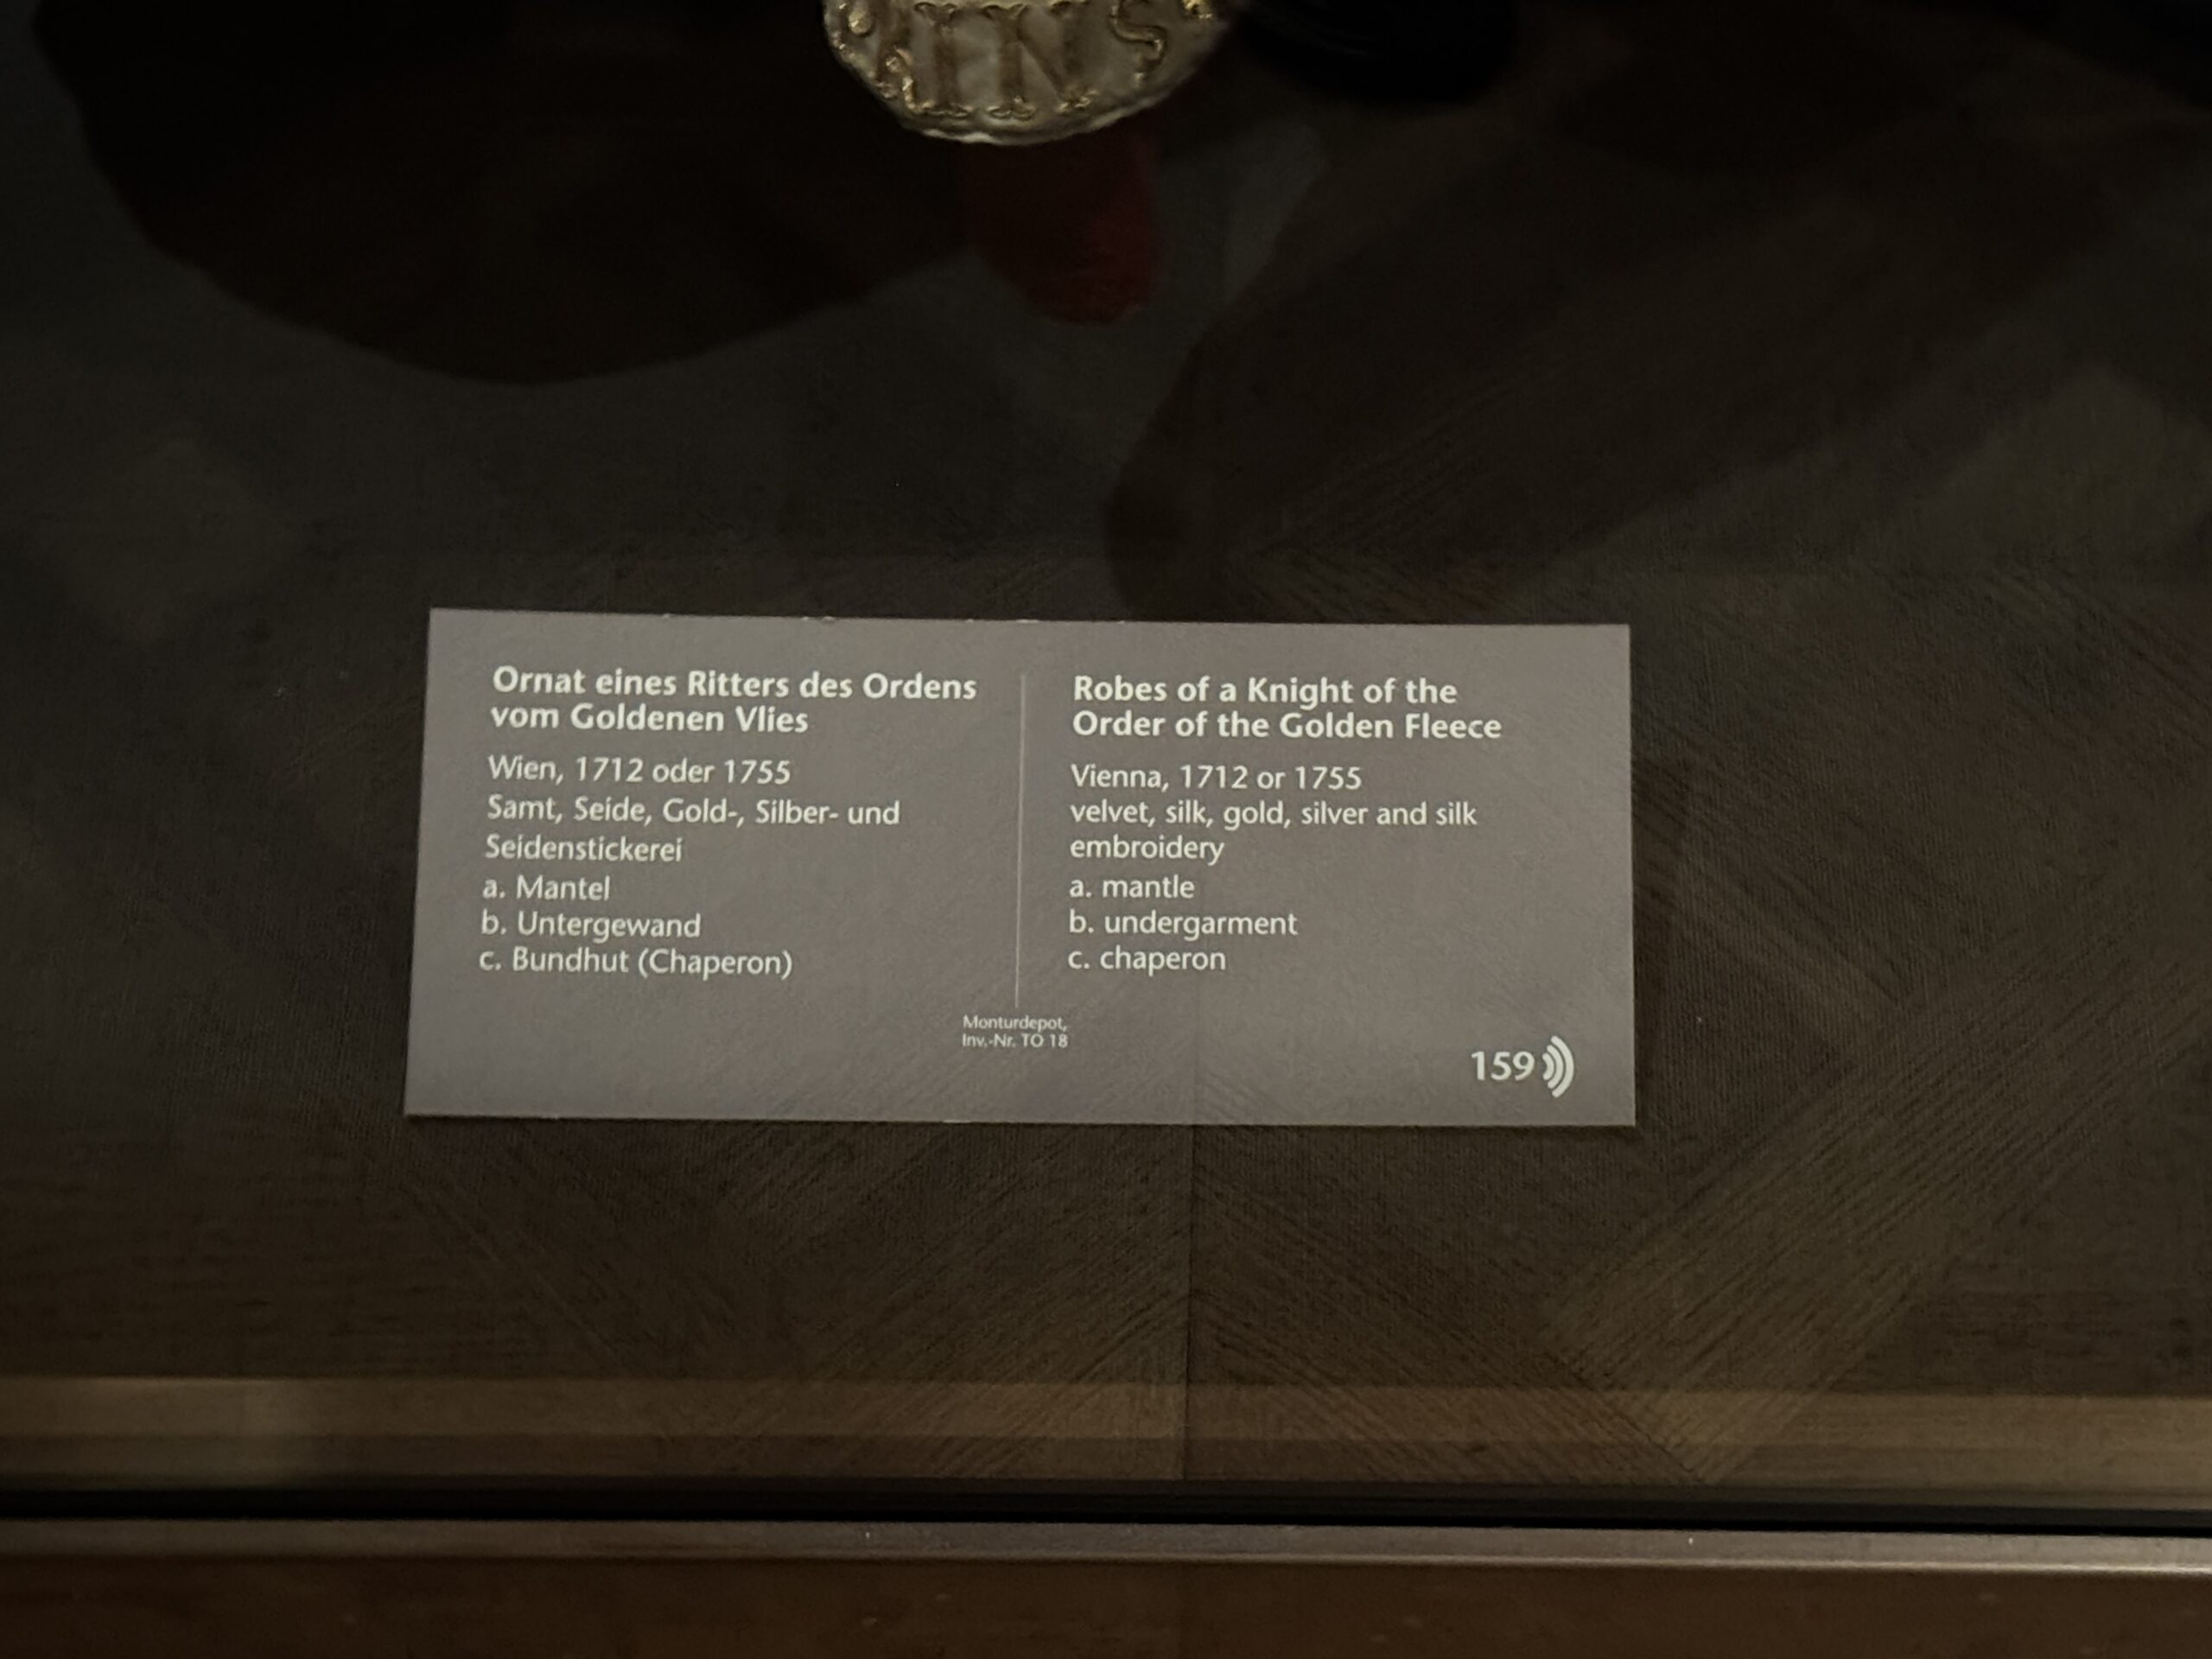 INS
Ornat eines Ritters des Ordens
vom Goldenen Vlies
Wien, 1712 oder 1755
Samt, Seide, Gold-, Silber- und
Seidenstickerei
a. Mantel
b. Untergewand
c. Bundhut (Chaperon)
Robes of a Knight of the
Order of the Golden Fleece
Vienna, 1712 or 1755
velvet, silk, gold, silver and silk
embroidery
a. mantle
b. undergarment
c. chaperon
Monturdepot,
Inv.-Nr. TO 18
159